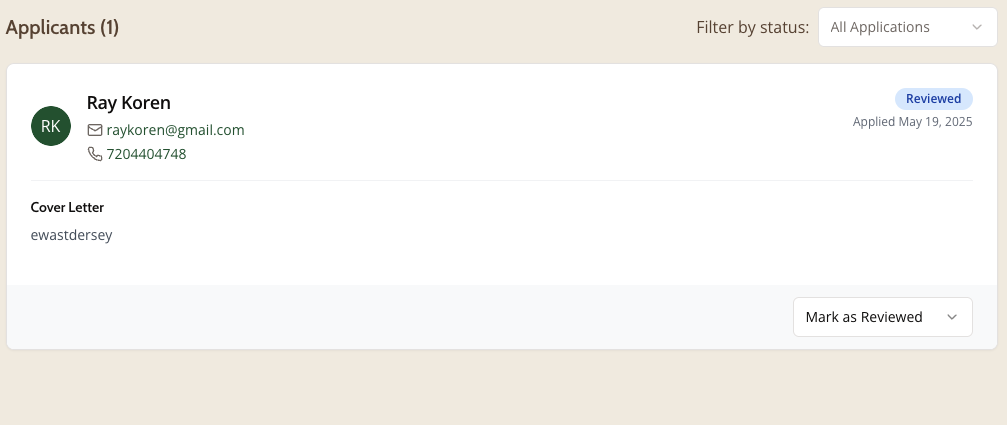 Applicants (1)
Filter by status: All Applications
RK
Ray Koren
raykoren@gmail.com
7204404748
Reviewed
Applied May 19, 2025
Cover Letter
ewastdersey
Mark as Reviewed